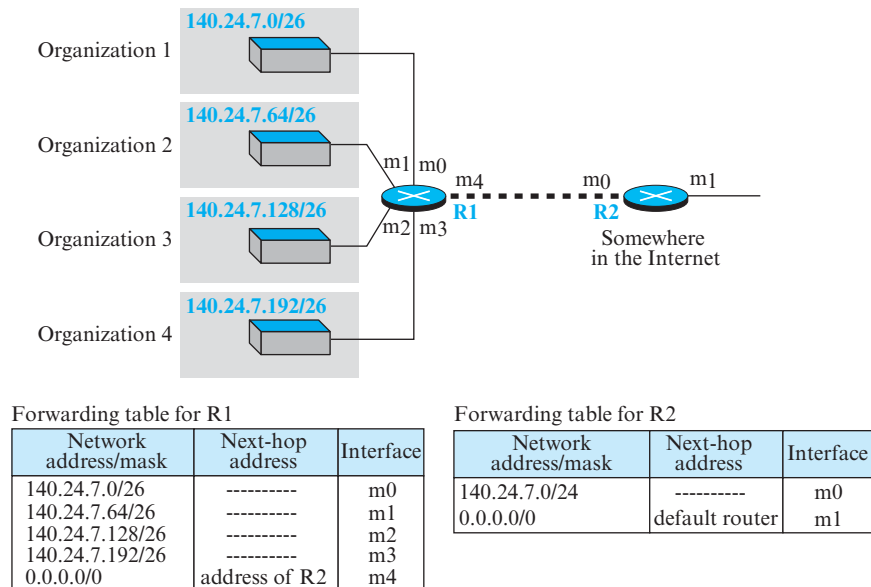 140.24.7.0/26
Organization 1
140.24.7.64/26
Organization 2
m1 m0
m4 m0 m1
140.24.7.128/26
R1 R2
Organization 3
m2 m3
Somewhere
in the Internet
140.24.7.192/26
Organization 4
Forwarding table for R1
Network
address/mask
Next-hop
address
Interface
140.24.7.0/26 ---------- m0
140.24.7.64/26 ---------- m1
140.24.7.128/26 ---------- m2
140.24.7.192/26 ---------- m3
0.0.0.0/0 address of R2 m4
Forwarding table for R2
Network
address/mask
Next-hop
address
Interface
140.24.7.0/24 ---------- m0
0.0.0.0/0 default router m1